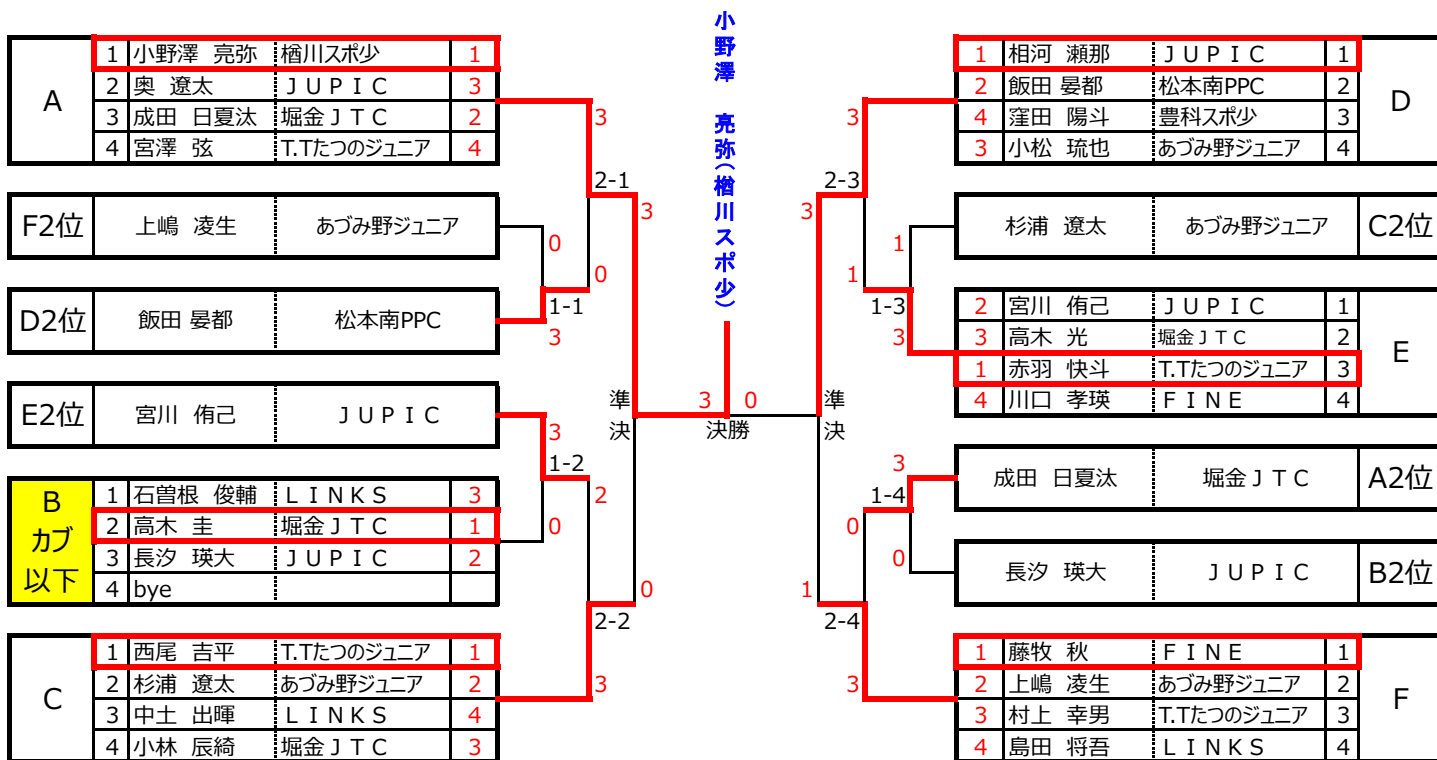 小野澤 亮弥(楢川スポ少)
A
1 小野澤 亮弥 楢川スポ少 1
2 奥 遼太 ＪＵＰＩＣ 3
3 成田 日夏汰 堀金ＪＴＣ 2
4 宮澤 弦 T.Tたつのジュニア 4
F2位 上嶋 凌生 あづみ野ジュニア
D2位 飯田 晏都 松本南PPC
E2位 宮川 侑己 ＪＵＰＩＣ
B
カブ
以下
1 石曽根 俊輔 ＬＩＮＫＳ 3
2 高木 圭 堀金ＪＴＣ 1
3 長汐 瑛大 ＪＵＰＩＣ 2
4 bye
C
1 西尾 吉平 T.Tたつのジュニア 1
2 杉浦 遼太 あづみ野ジュニア 2
3 中土 出暉 ＬＩＮＫＳ 4
4 小林 辰綺 堀金ＪＴＣ 3
3
2-1
3
0
0
1-1
3
3
1-2
2
0
0
2-2
3
準決
3 0
決勝
準決
3
2-3
3
1
1
1-3
3
3
1-4
0
0
1
2-4
3
1 相河 瀬那 ＪＵＰＩＣ 1
2 飯田 晏都 松本南PPC 2
4 窪田 陽斗 豊科スポ少 3
3 小松 琉也 あづみ野ジュニア 4
D
杉浦 遼太 あづみ野ジュニア C2位
2 宮川 侑己 ＪＵＰＩＣ 1
3 高木 光 堀金ＪＴＣ 2
1 赤羽 快斗 T.Tたつのジュニア 3
4 川口 孝瑛 ＦＩＮＥ 4
E
成田 日夏汰 堀金ＪＴＣ A2位
長汐 瑛大 ＪＵＰＩＣ B2位
1 藤牧 秋 ＦＩＮＥ 1
2 上嶋 凌生 あづみ野ジュニア 2
3 村上 幸男 T.Tたつのジュニア 3
4 島田 将吾 ＬＩＮＫＳ 4
F